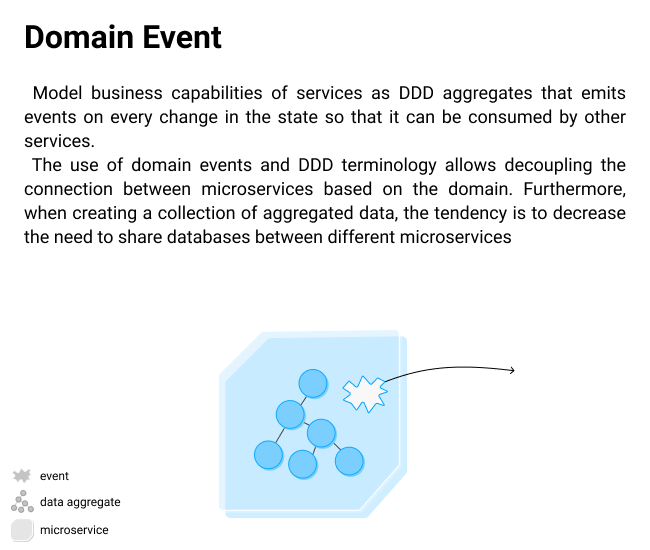 Domain Event
Model business capabilities of services as DDD aggregates that emits
events on every change in the state so that it can be consumed by other
services.
The use of domain events and DDD terminology allows decoupling the
connection between microservices based on the domain. Furthermore,
when creating a collection of aggregated data, the tendency is to decrease
the need to share databases between different microservices
event
data aggregate
microservice